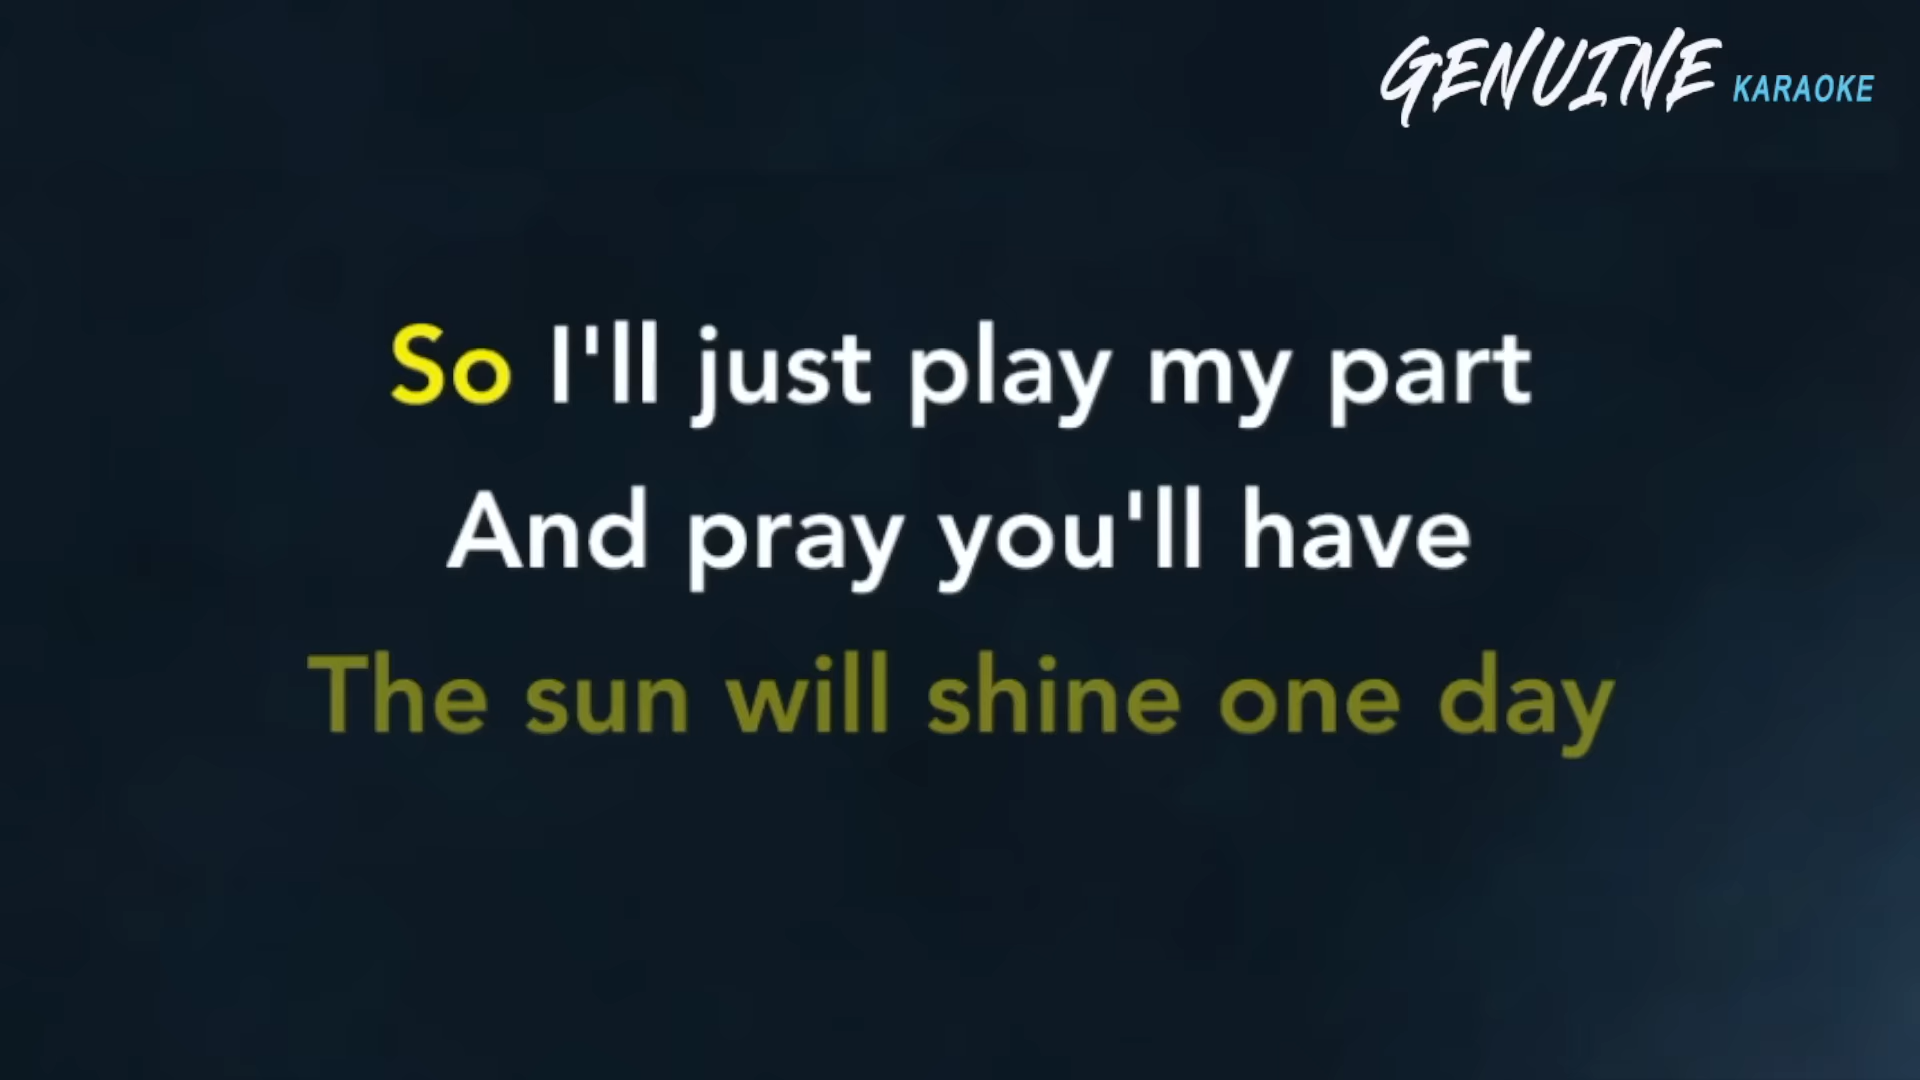 GENUINE KARAOKE
So I'll just play my part
And pray you'll have
The sun will shine one day